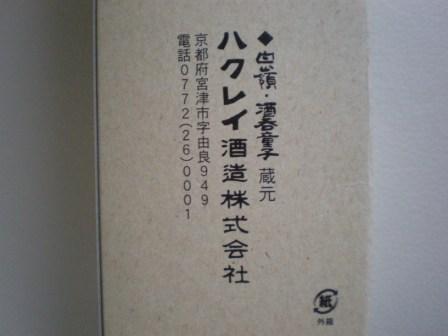 ◆白嶺・酒呑童子 蔵元
ハクレイ酒造株式会社
京都府宮津市字由良949
電話0772(26)0001
紙
外箱